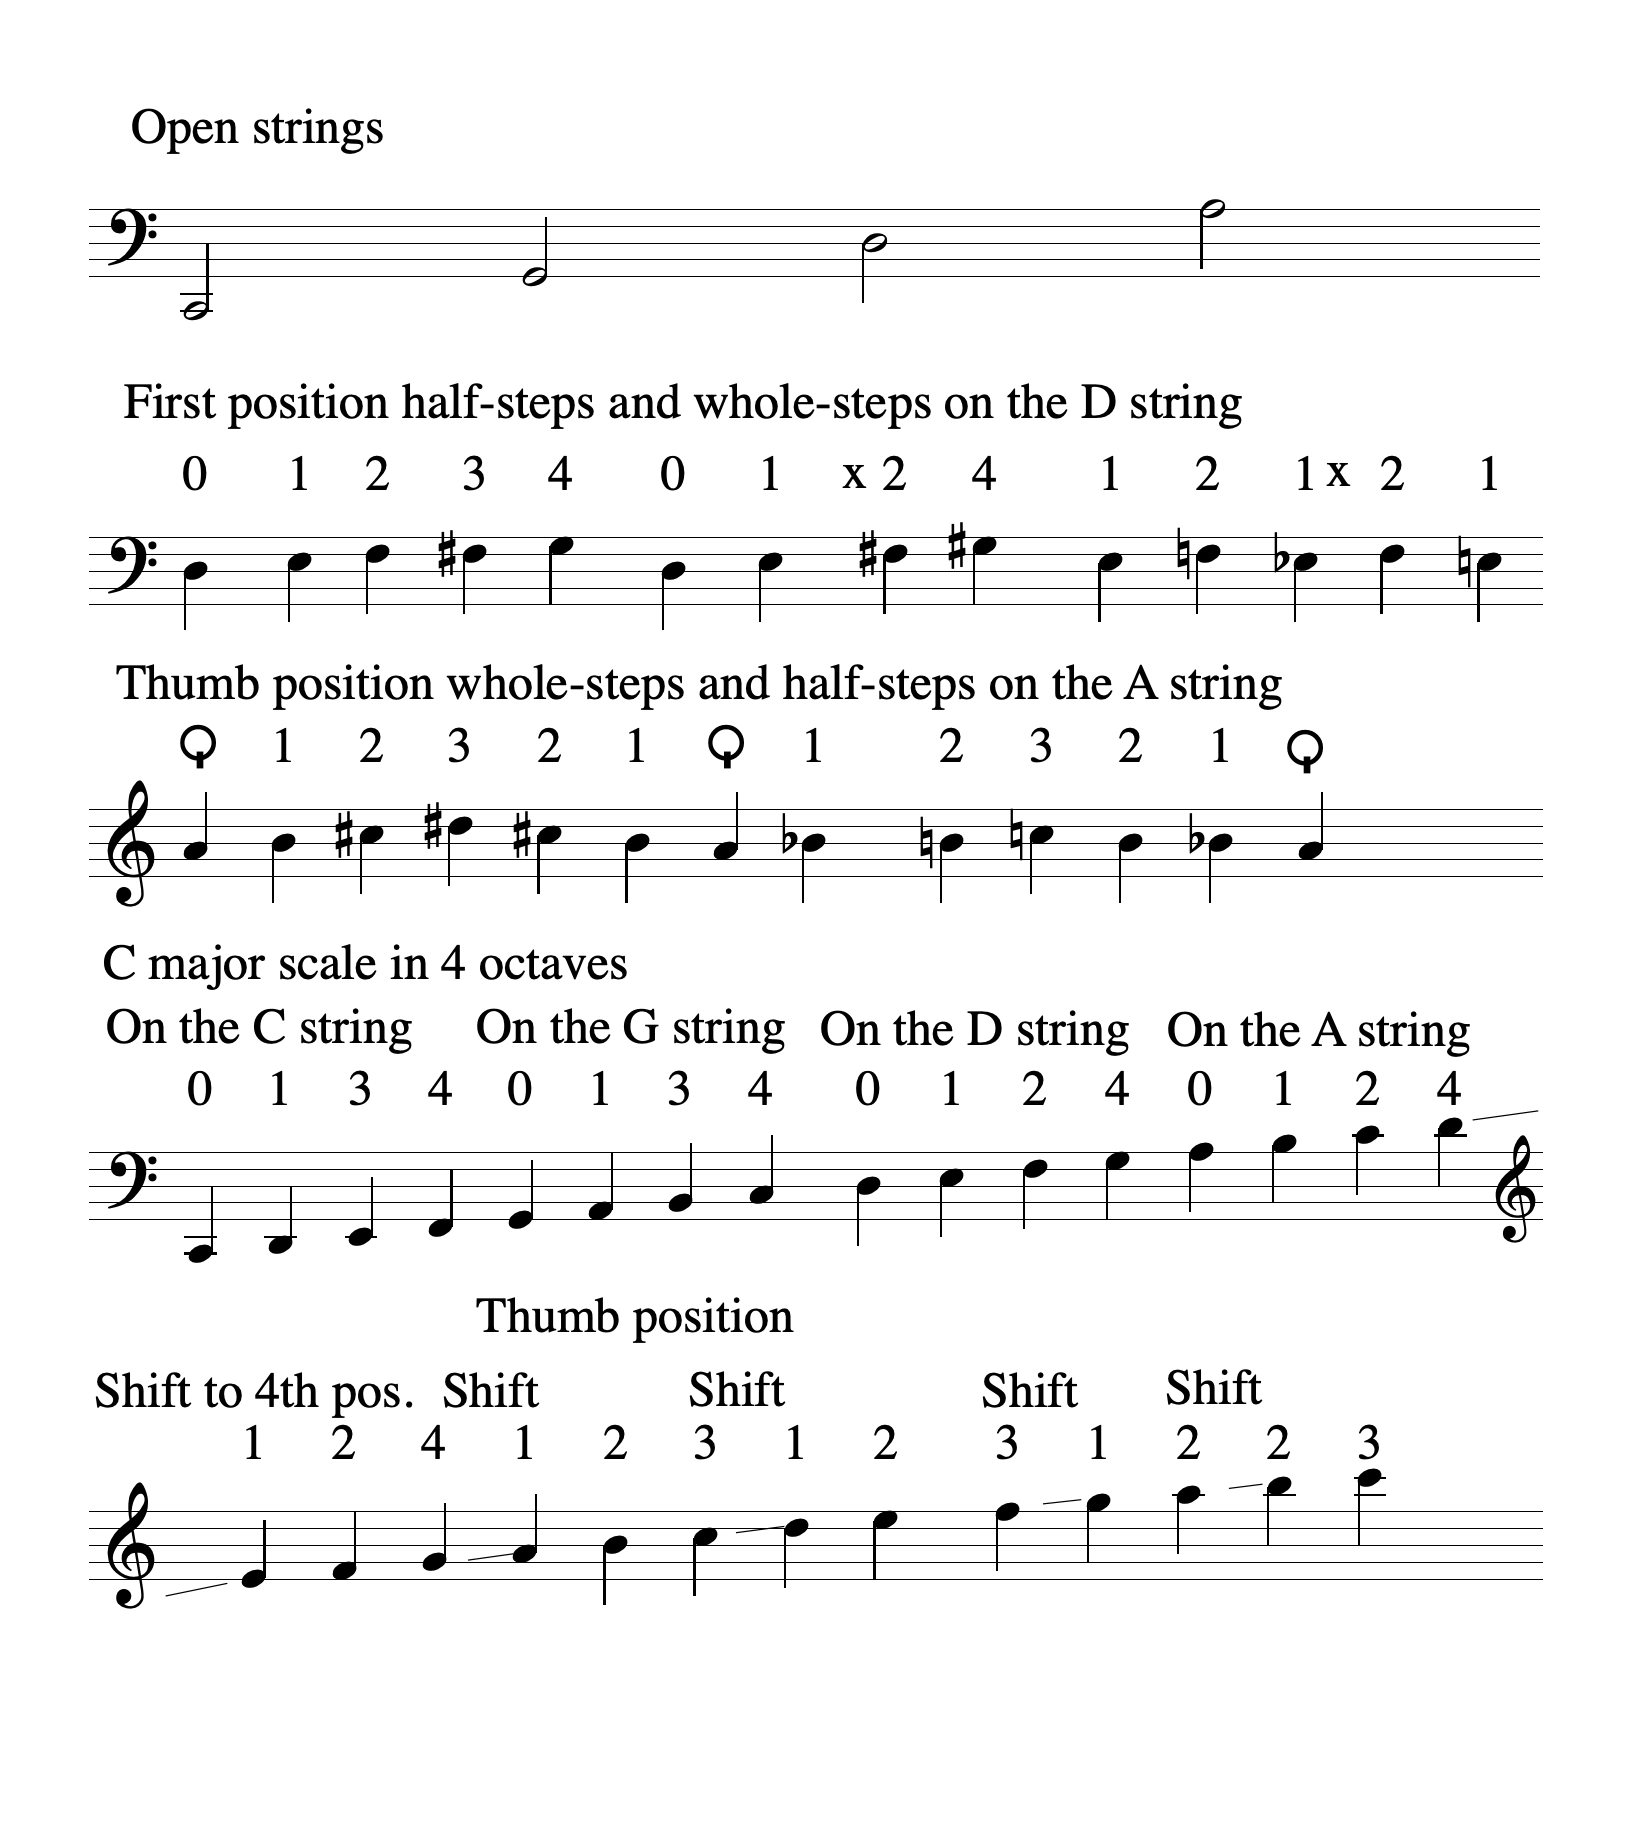 Open strings
First position half-steps and whole-steps on the D string
0 1 2 3 4 0 1 x 2 4 1 2 1 x 2 1
Thumb position whole-steps and half-steps on the A string
1 2 3 2 1 1 2 3 2 1
C major scale in 4 octaves
On the C string On the G string On the D string On the A string
0 1 3 4 0 1 3 4 0 1 2 4 0 1 2 4
Thumb position
Shift to 4th pos. Shift Shift Shift Shift
1 2 4 1 2 3 1 2 3 1 2 2 3